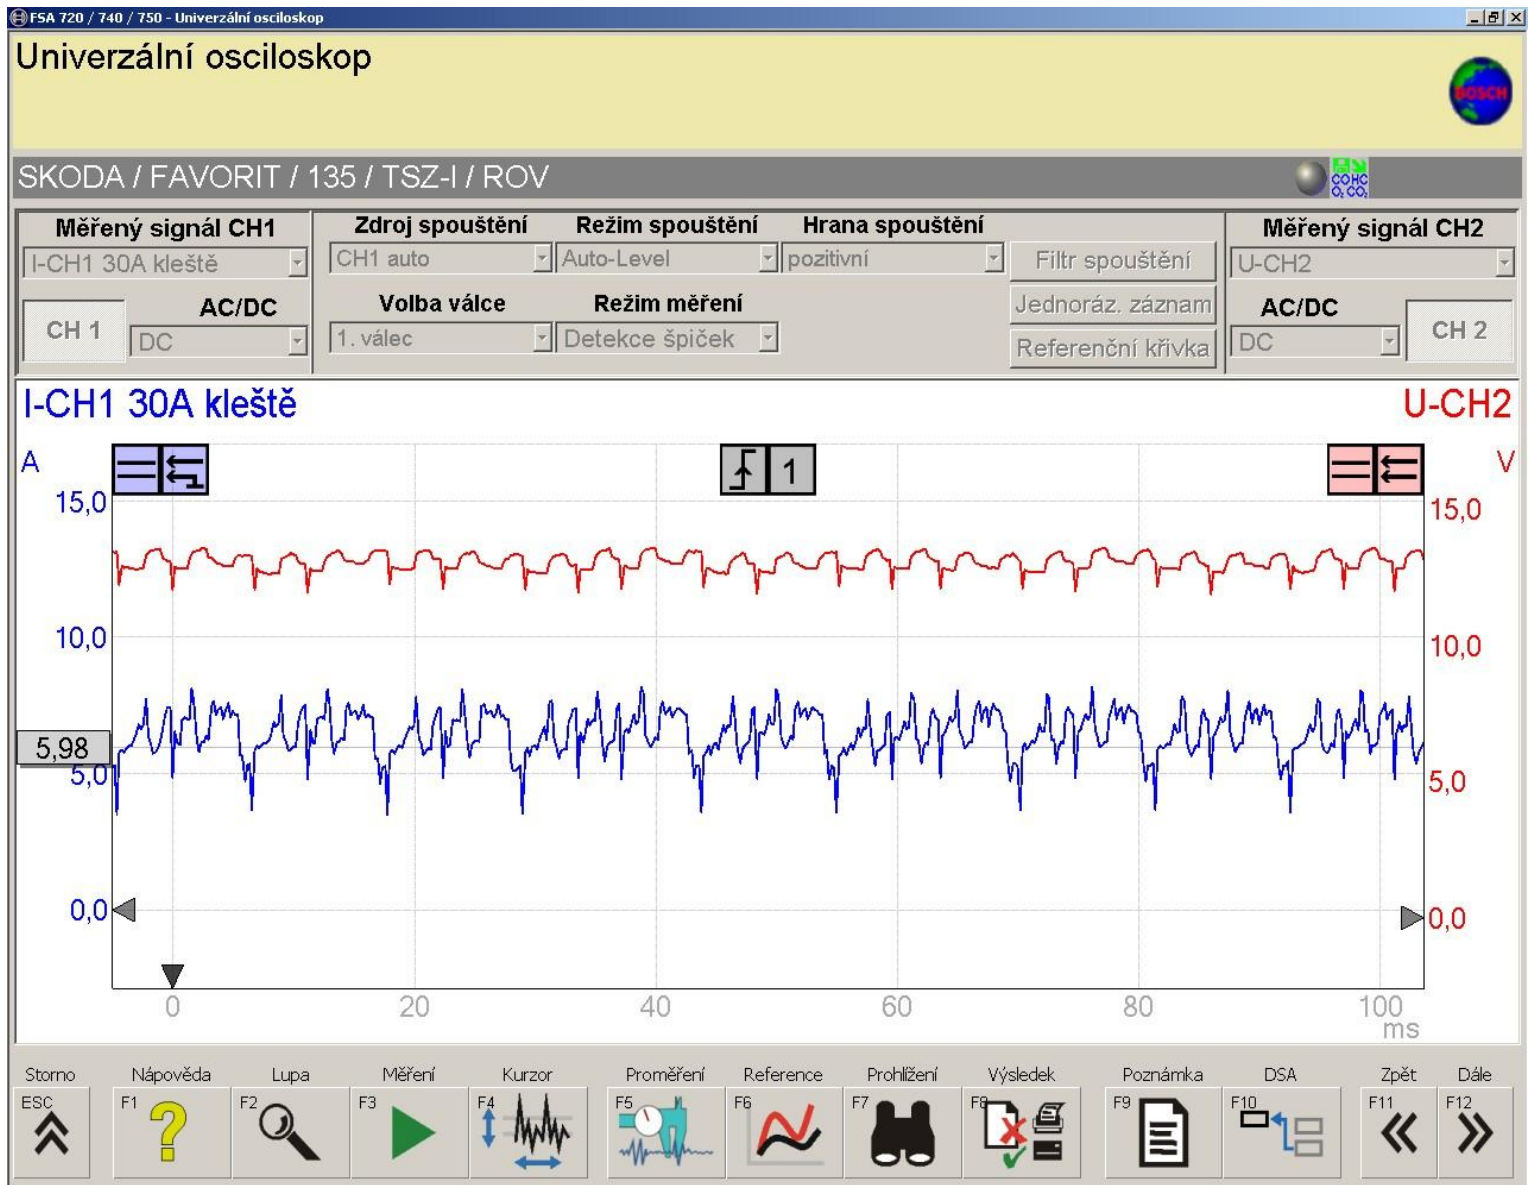 FSA 720 / 740 / 750 - Univerzální osciloskop
Univerzální osciloskop
BOSCH
SKODA / FAVORIT / 135 / TSZ-I / ROV
COHC
O₂ CO₂
Měřený signál CH1
Zdroj spouštění
Režim spouštění
Hrana spouštění
Měřený signál CH2
I-CH1 30A kleště
CH1 auto
Auto-Level
pozitivní
Filtr spouštění
U-CH2
AC/DC
Volba válce
Režim měření
Jednoráz. záznam
AC/DC
CH 1
DC
1. válec
Detekce špiček
Referenční křivka
DC
CH 2
I-CH1 30A kleště
U-CH2
A
1
V
15,0
15,0
10,0
10,0
5,98
5,0
5,0
0,0
0,0
0
20
40
60
80
100
ms
Storno
Nápověda
Lupa
Měření
Kurzor
Proměření
Reference
Prohlížení
Výsledek
Poznámka
DSA
Zpět
Dále
ESC
F1
F2
F3
F4
F5
F6
F7
F8
F9
F10
F11
F12